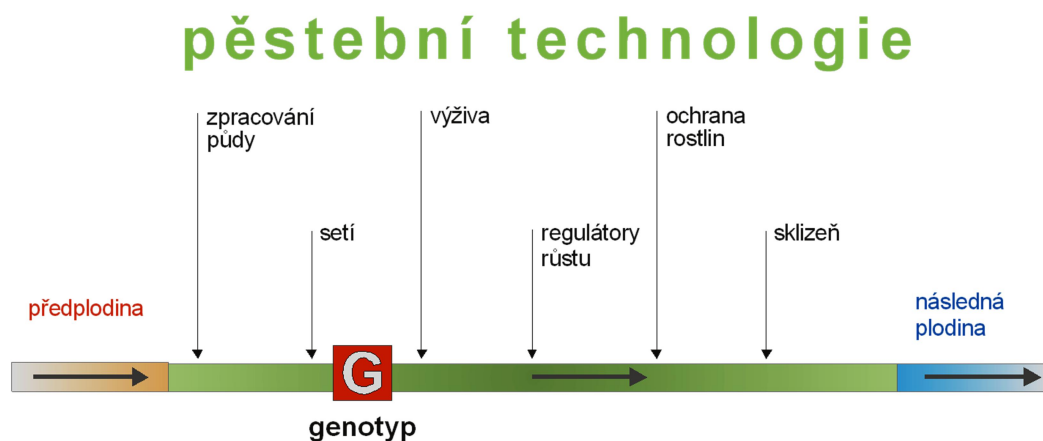 pěstební technologie
zpracování
půdy
výživa
ochrana
rostlin
setí
regulátory
růstu
sklizeň
předplodina
následná
plodina
G
genotyp